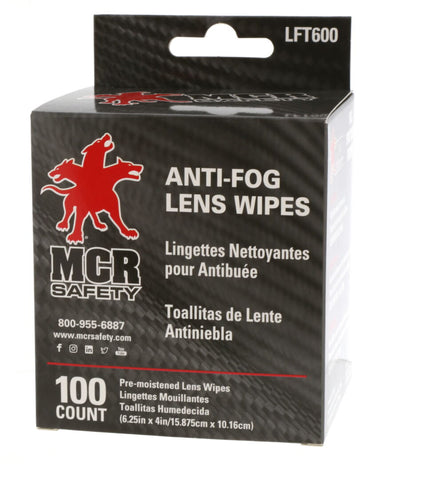 LFT600
ANTI-FOG
LENS WIPES
Lingettes Nettoyantes
pour Antibuée
Toallitas de Lente
Antiniebla
MCR
SAFETY
800-955-6887
www.mcrsafety.com
100
COUNT
Pre-moistened Lens Wipes
Lingettes Mouillantes
Toallitas Humedecida
(6.25in x 4in/15.875cm x 10.16cm)